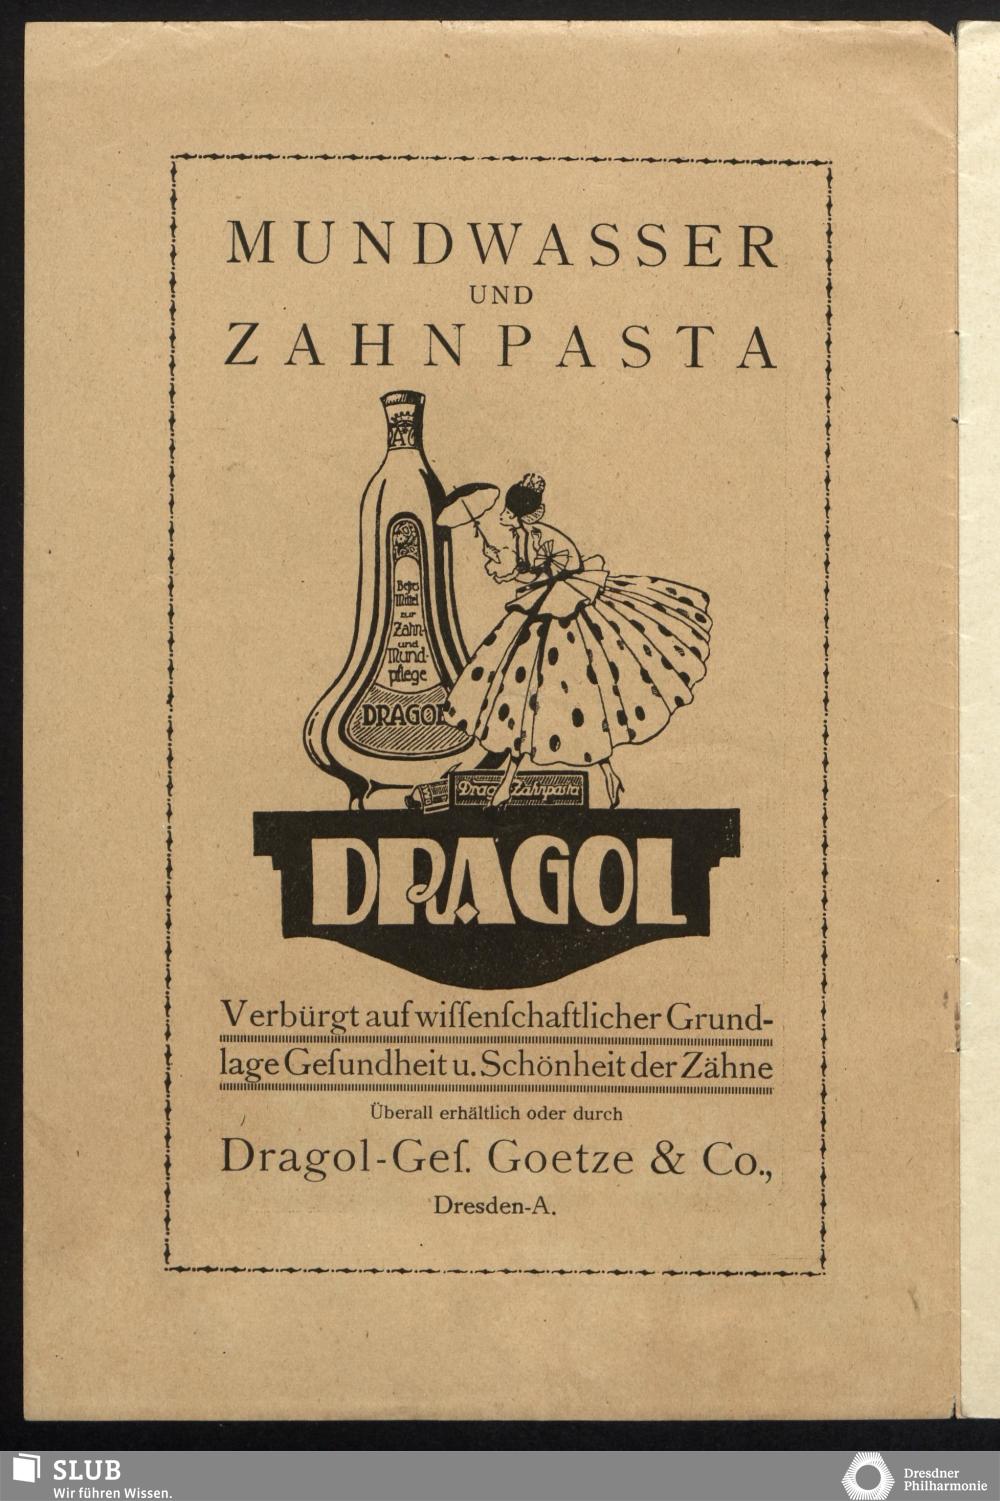 MUNDWASSER
UND
ZAHNPASTA
Bestes
Mittel
zur
Zahn-
und
Mund-
pflege
DRAGOL
Drag Zahnpasta
DRAGOL
Verbürgt auf wiſſenſchaftlicher Grund-
lage Geſundheit u. Schönheit der Zähne
Überall erhältlich oder durch
Dragol-Geſ. Goetze & Co.,
Dresden-A.
SLUB
Wir führen Wissen.
Dresdner
Philharmonie